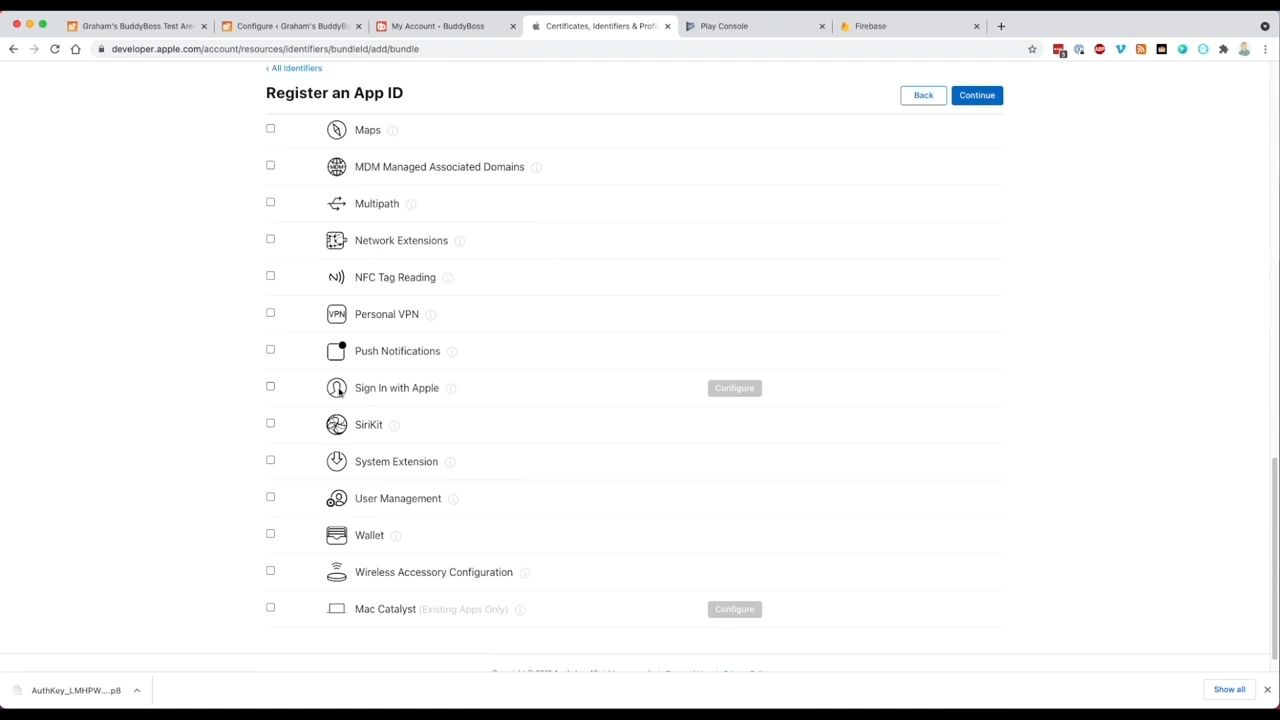 Graham's BuddyBoss Test Are
Configure ‹ Graham's BuddyB
My Account - BuddyBoss
Certificates, Identifiers & Profi
Play Console
Firebase
developer.apple.com/account/resources/identifiers/bundleId/add/bundle
‹ All Identifiers
Register an App ID
Back
Continue
Maps
MDM Managed Associated Domains
Multipath
Network Extensions
NFC Tag Reading
VPN Personal VPN
Push Notifications
Sign In with Apple Configure
SiriKit
System Extension
User Management
Wallet
Wireless Accessory Configuration
Mac Catalyst (Existing Apps Only) Configure
AuthKey_LMHPW....p8
Show all